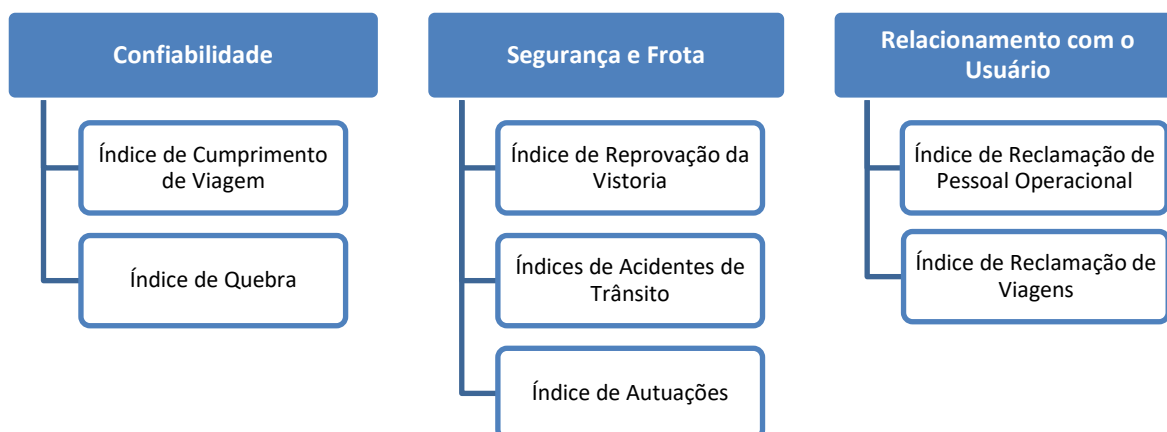 Confiabilidade
Índice de Cumprimento
de Viagem
Índice de Quebra
Segurança e Frota
Índice de Reprovação da
Vistoria
Índices de Acidentes de
Trânsito
Índice de Autuações
Relacionamento com o
Usuário
Índice de Reclamação de
Pessoal Operacional
Índice de Reclamação de
Viagens